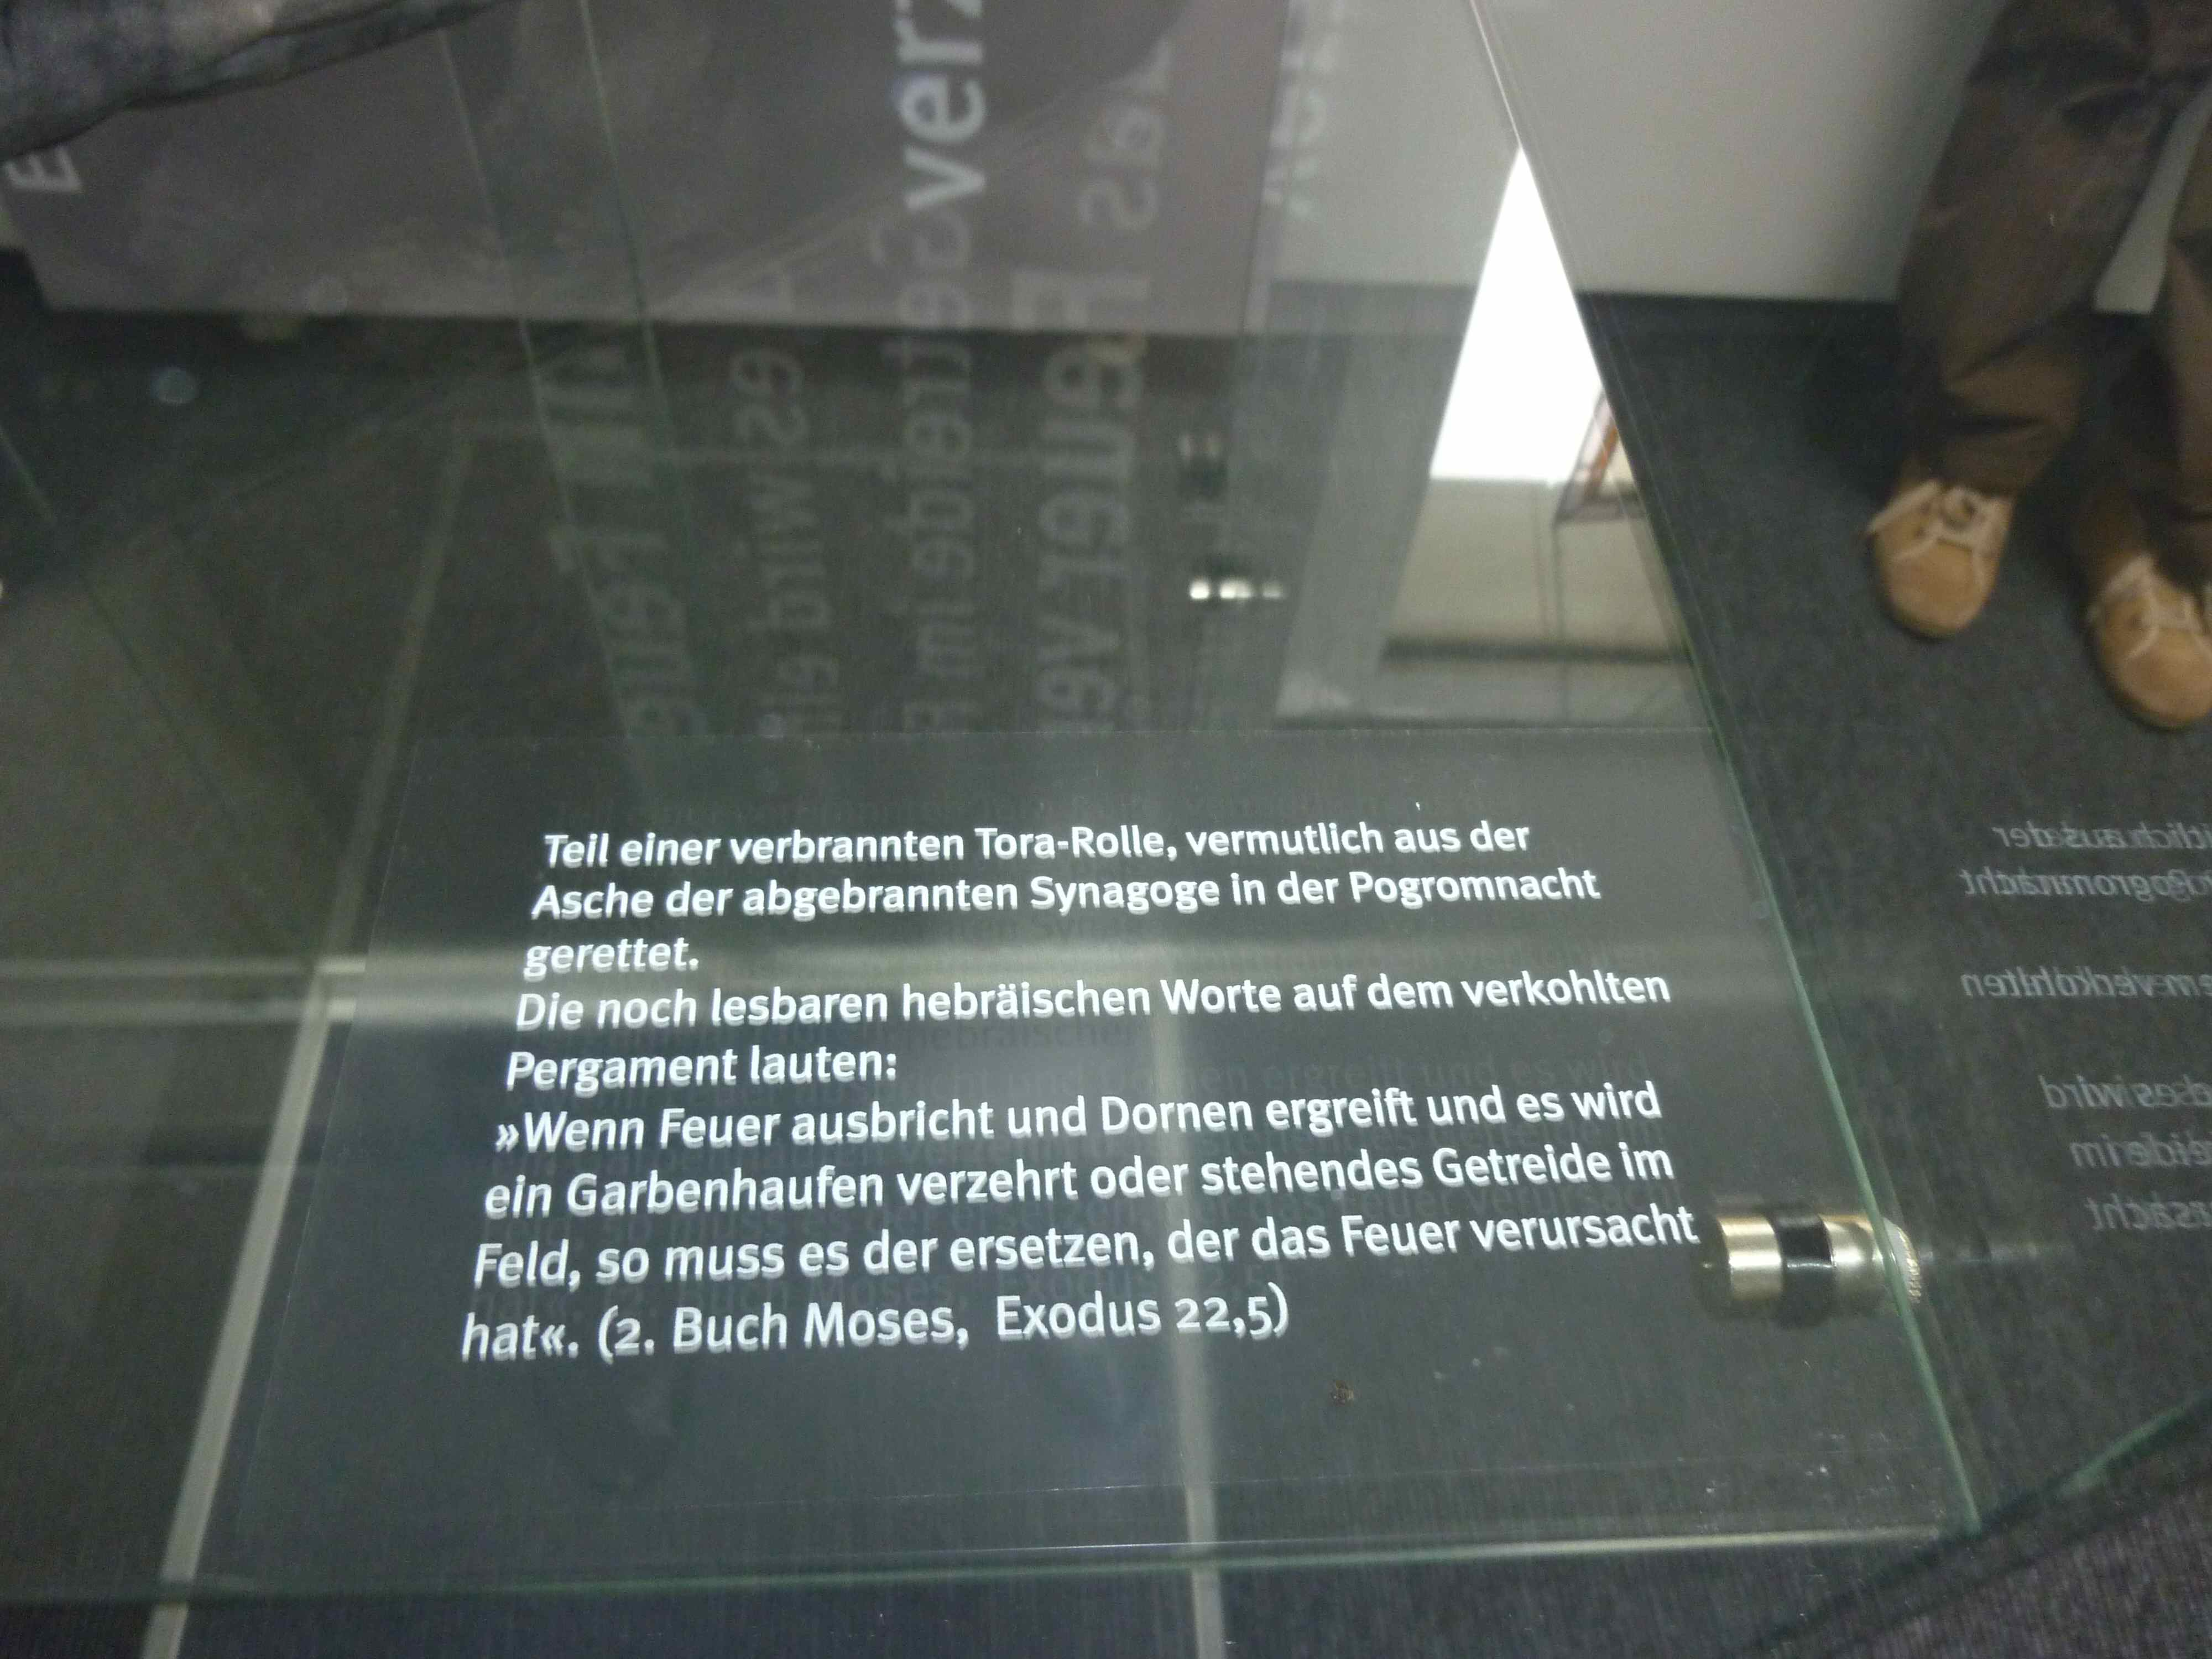 Teil einer verbrannten Tora-Rolle, vermutlich aus der
Asche der abgebrannten Synagoge in der Pogromnacht
gerettet.
Die noch lesbaren hebräischen Worte auf dem verkohlten
Pergament lauten:
»Wenn Feuer ausbricht und Dornen ergreift und es wird
ein Garbenhaufen verzehrt oder stehendes Getreide im
Feld, so muss es der ersetzen, der das Feuer verursacht
hat«. (2. Buch Moses,  Exodus 22,5)